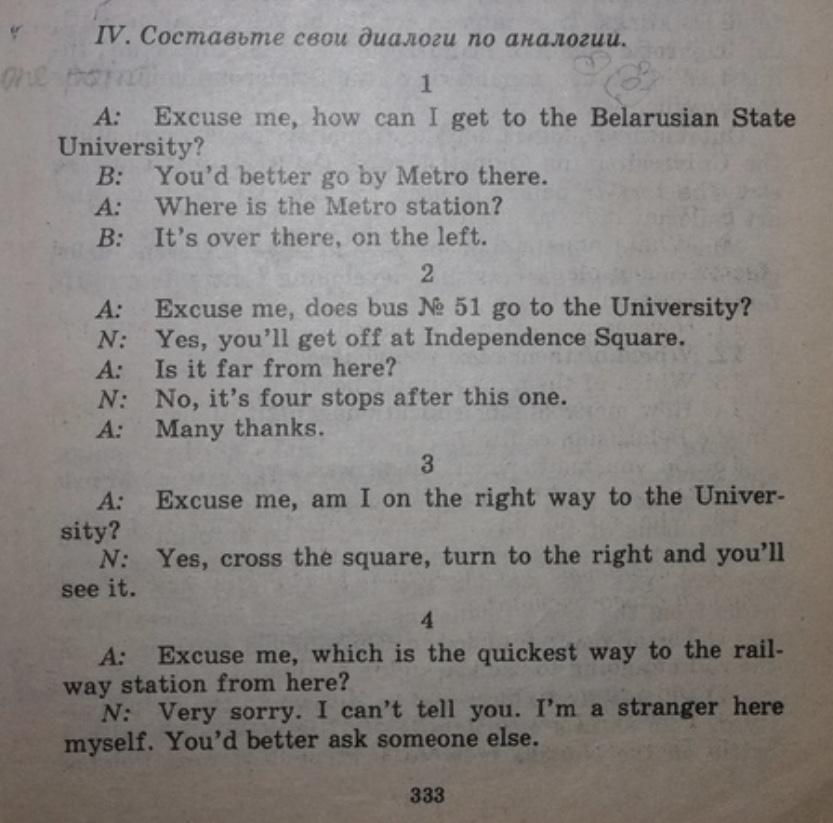 IV. Составьте свои диалоги по аналогии.
1
A: Excuse me, how can I get to the Belarusian State
University?
B: You'd better go by Metro there.
A: Where is the Metro station?
B: It's over there, on the left.
2
A: Excuse me, does bus № 51 go to the University?
N: Yes, you'll get off at Independence Square.
A: Is it far from here?
N: No, it's four stops after this one.
A: Many thanks.
3
A: Excuse me, am I on the right way to the Univer-
sity?
N: Yes, cross the square, turn to the right and you'll
see it.
4
A: Excuse me, which is the quickest way to the rail-
way station from here?
N: Very sorry. I can't tell you. I'm a stranger here
myself. You'd better ask someone else.
333